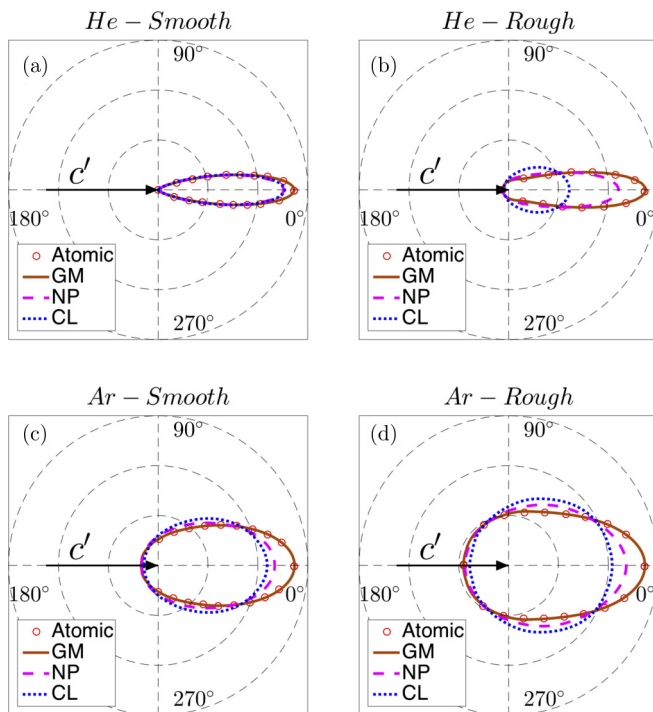 He − Smooth
(a)
90°
c′
180°
0°
Atomic
GM
NP
CL
270°
He − Rough
(b)
90°
c′
180°
0°
Atomic
GM
NP
CL
270°
Ar − Smooth
(c)
90°
c′
180°
0°
Atomic
GM
NP
CL
270°
Ar − Rough
(d)
90°
c′
180°
0°
Atomic
GM
NP
CL
270°